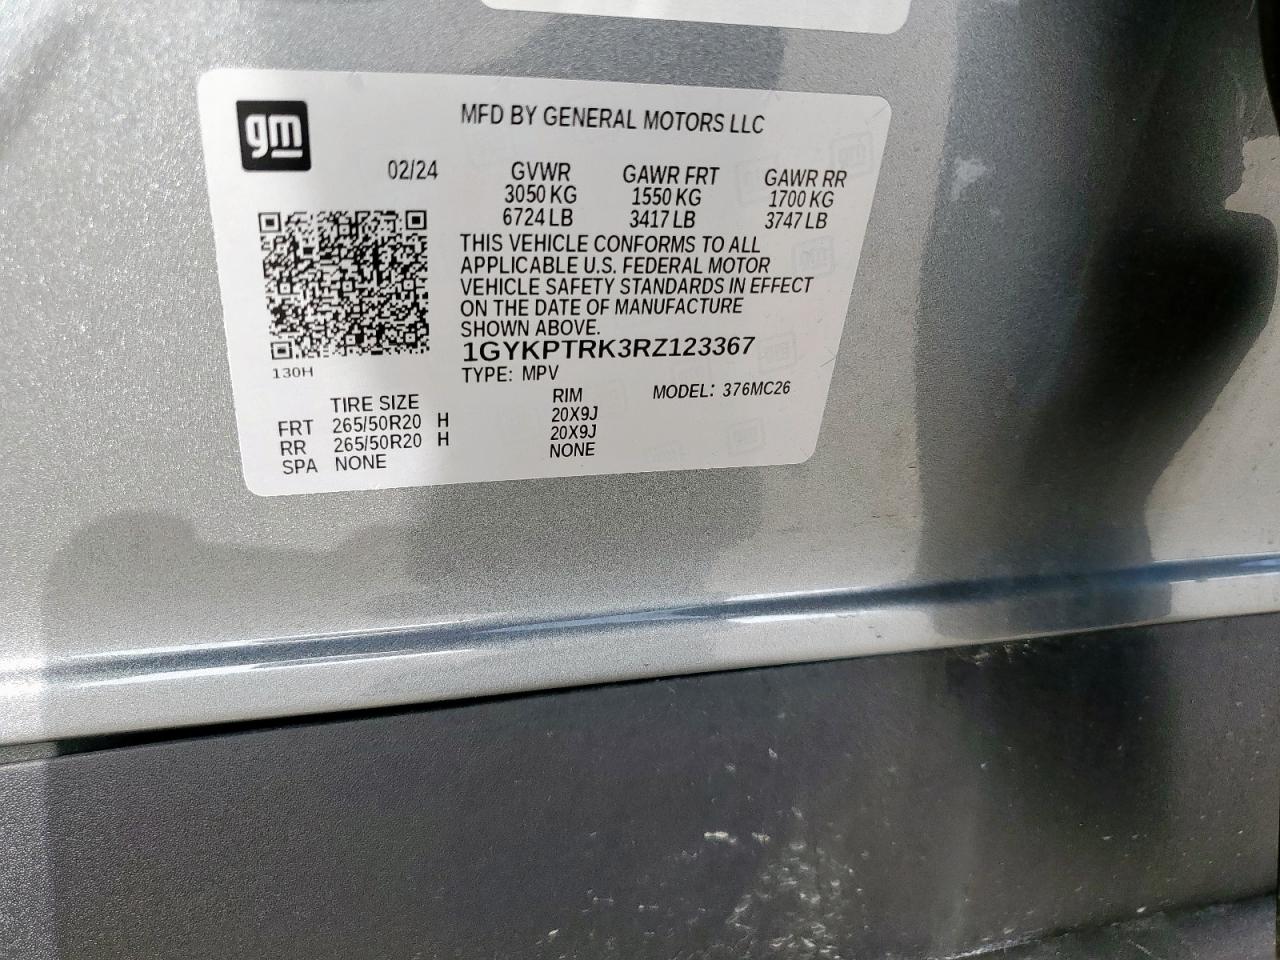 gm
MFD BY GENERAL MOTORS LLC
02/24 GVWR GAWR FRT GAWR RR
3050 KG 1550 KG 1700 KG
6724 LB 3417 LB 3747 LB
THIS VEHICLE CONFORMS TO ALL
APPLICABLE U.S. FEDERAL MOTOR
VEHICLE SAFETY STANDARDS IN EFFECT
ON THE DATE OF MANUFACTURE
SHOWN ABOVE.
1GYKPTRK3RZ123367
130H
TYPE: MPV MODEL: 376MC26
TIRE SIZE RIM
FRT 265/50R20 H 20X9J
RR 265/50R20 H 20X9J
SPA NONE NONE